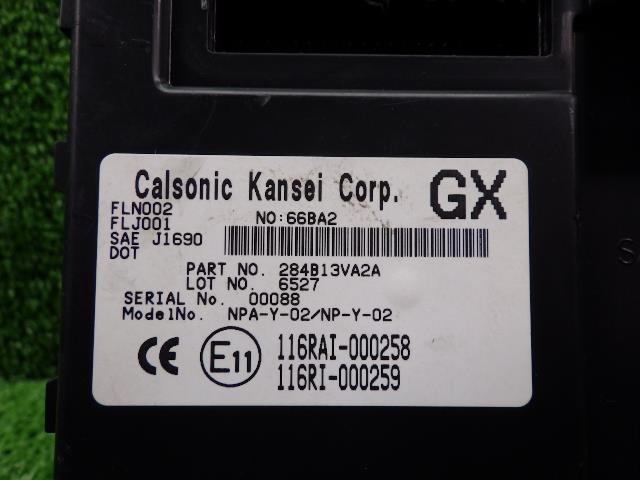 Calsonic Kansei Corp. GX
FLN002
NO:66BA2
FLJ001
SAE J1690
DOT
PART NO. 284B13VA2A
LOT NO. 6527
SERIAL No. 00088
ModelNo. NPA-Y-02/NP-Y-02
CE E11 116RAI-000258
116RI-000259